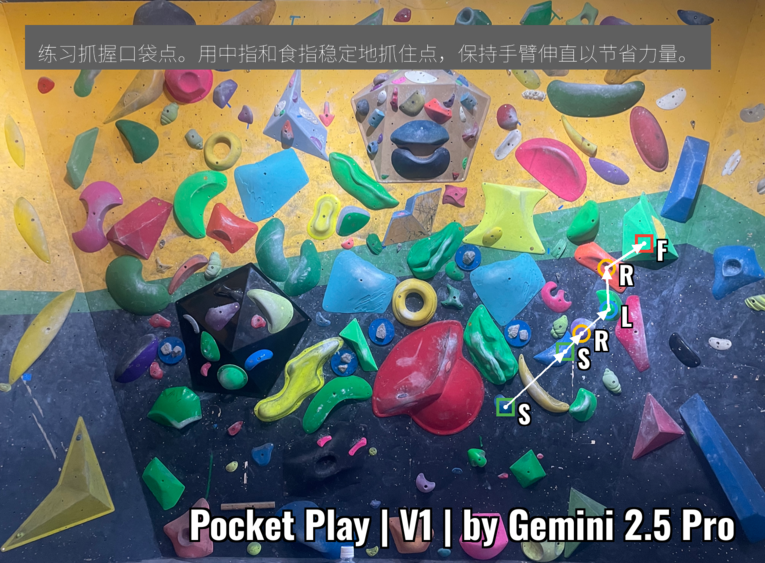 练习抓握口袋点。用中指和食指稳定地抓住点，保持手臂伸直以节省力量。
F
R
L
R
S
S
Pocket Play | V1 | by Gemini 2.5 Pro